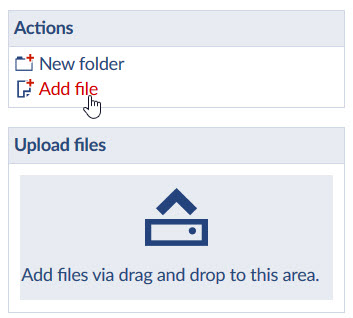 Actions
New folder
Add file
Upload files
Add files via drag and drop to this area.